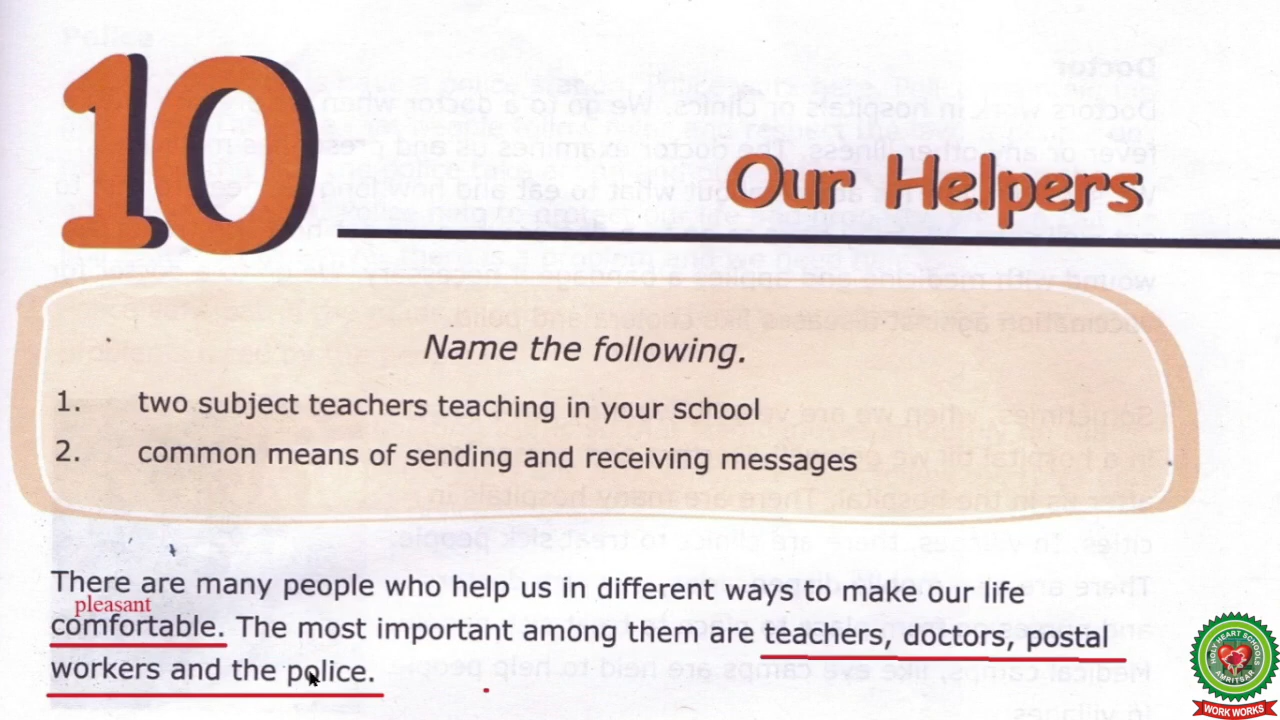 10
Our Helpers
Name the following.
1. two subject teachers teaching in your school
2. common means of sending and receiving messages
There are many people who help us in different ways to make our life
pleasant
comfortable. The most important among them are teachers, doctors, postal
workers and the police.
HOLY HEART SCHOOLS
AMRITSAR
WORK WORKS